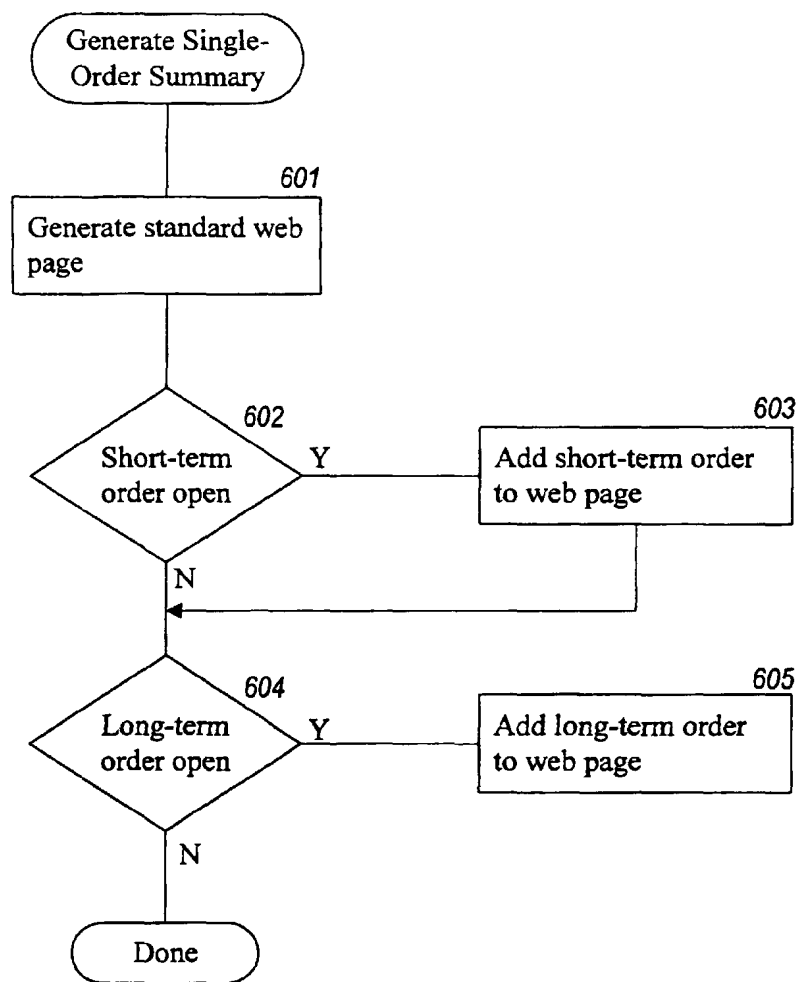 Generate Single-
Order Summary
601
Generate standard web
page
602
Short-term
order open
Y
N
603
Add short-term order
to web page
604
Long-term
order open
Y
N
605
Add long-term order
to web page
Done